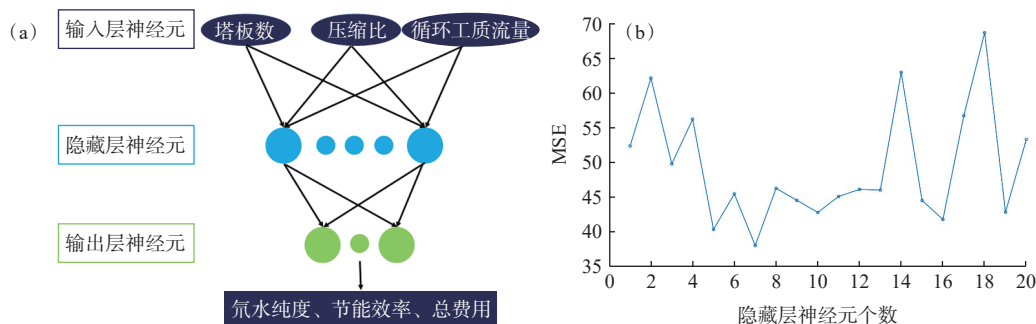 (a)
输入层神经元
塔板数
压缩比
循环工质流量
隐藏层神经元
输出层神经元
氘水纯度、节能效率、总费用
(b)
70
65
60
55
50
45
40
35
MSE
0 2 4 6 8 10 12 14 16 18 20
隐藏层神经元个数